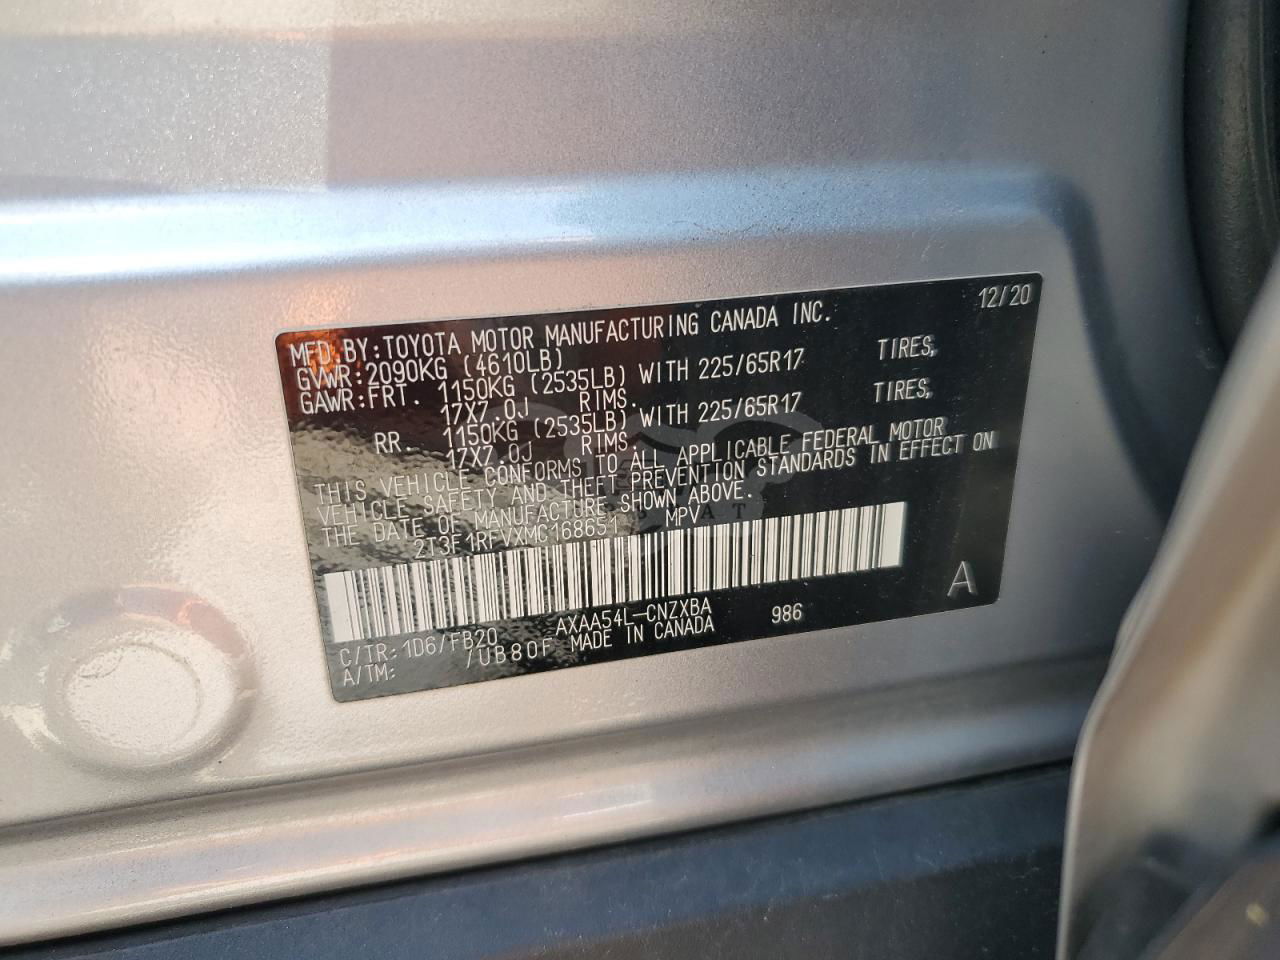 12/20
MFD.BY:TOYOTA MOTOR MANUFACTURING CANADA INC.
GVWR:2090KG (4610LB)
GAWR:FRT. 1150KG (2535LB) WITH 225/65R17 TIRES,
17X7.0J RIMS.
RR. 1150KG (2535LB) WITH 225/65R17 TIRES,
17X7.0J RIMS.
THIS VEHICLE CONFORMS TO ALL APPLICABLE FEDERAL MOTOR
VEHICLE SAFETY AND THEFT PREVENTION STANDARDS IN EFFECT ON
THE DATE OF MANUFACTURE SHOWN ABOVE.
2T3F1RFVXMC168651 MPV
A
C/TR:1D6/FB20 AXAA54L-CNZXBA 986
A/TM: /UB80F MADE IN CANADA